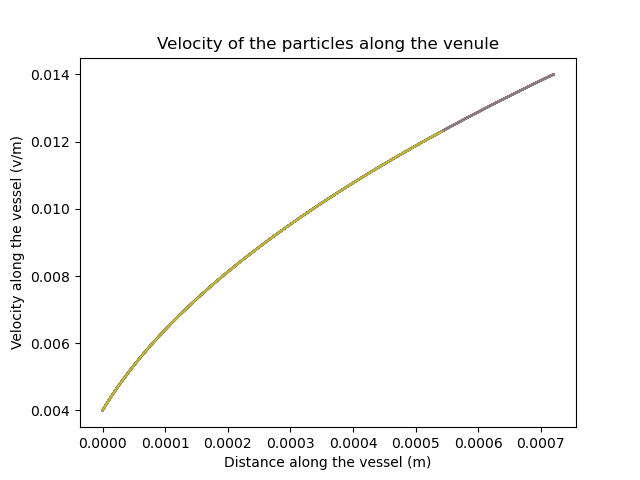 Velocity of the particles along the venule
0.014
0.012
0.010
0.008
0.006
0.004
Velocity along the vessel (v/m)
0.0000 0.0001 0.0002 0.0003 0.0004 0.0005 0.0006 0.0007
Distance along the vessel (m)